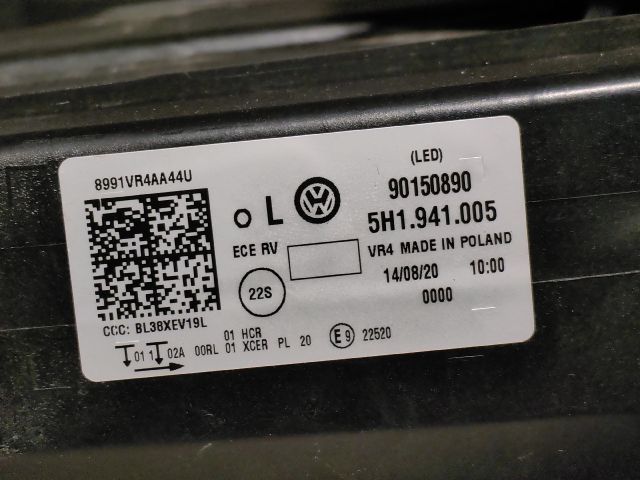 8991VR4AA44U
CCC: BL38XEV19L
L
ECE RV
22S
(LED)
90150890
5H1.941.005
VR4 MADE IN POLAND
14/08/20 10:00
0000
01 HCR
01 1 02A 00RL 01 XCER PL 20 E9 22520